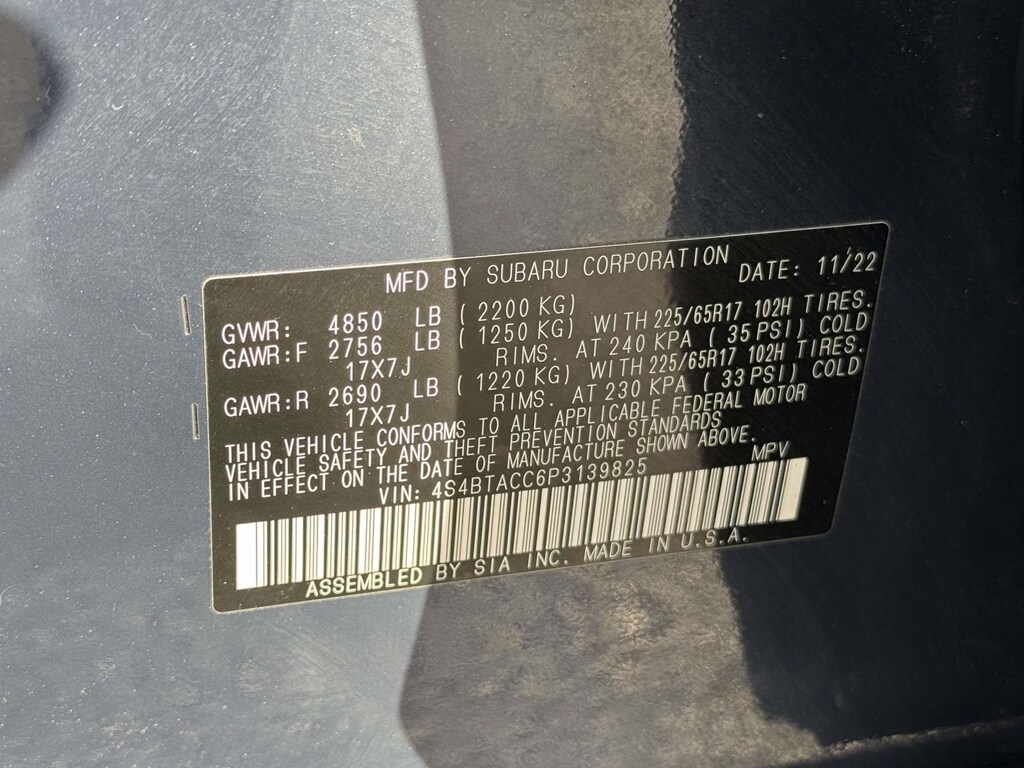 MFD BY SUBARU CORPORATION DATE: 11/22
GVWR: 4850 LB (2200 KG)
GAWR:F 2756 LB (1250 KG) WITH 225/65R17 102H TIRES.
17X7J RIMS. AT 240 KPA (35 PSI) COLD
GAWR:R 2690 LB (1220 KG) WITH 225/65R17 102H TIRES.
17X7J RIMS. AT 230 KPA (33 PSI) COLD
THIS VEHICLE CONFORMS TO ALL APPLICABLE FEDERAL MOTOR
VEHICLE SAFETY AND THEFT PREVENTION STANDARDS
IN EFFECT ON THE DATE OF MANUFACTURE SHOWN ABOVE.
VIN: 4S4BTACC6P3139825 MPV
ASSEMBLED BY SIA INC. MADE IN U.S.A.